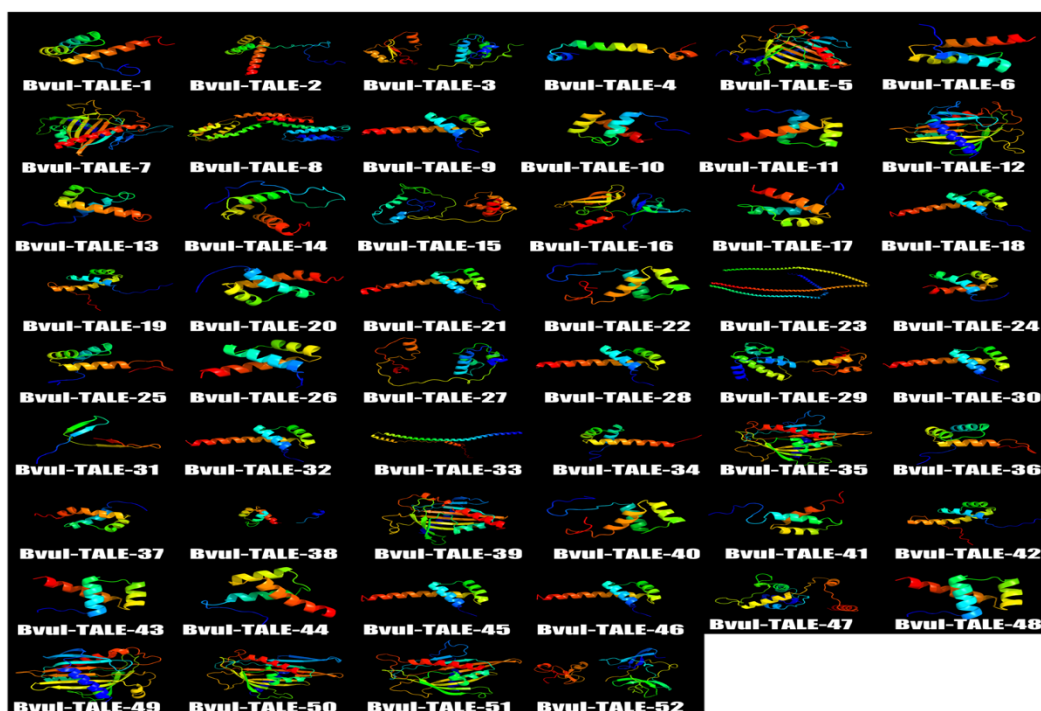 Bvul-TALE-1 Bvul-TALE-2 Bvul-TALE-3 Bvul-TALE-4 Bvul-TALE-5 Bvul-TALE-6
Bvul-TALE-7 Bvul-TALE-8 Bvul-TALE-9 Bvul-TALE-10 Bvul-TALE-11 Bvul-TALE-12
Bvul-TALE-13 Bvul-TALE-14 Bvul-TALE-15 Bvul-TALE-16 Bvul-TALE-17 Bvul-TALE-18
Bvul-TALE-19 Bvul-TALE-20 Bvul-TALE-21 Bvul-TALE-22 Bvul-TALE-23 Bvul-TALE-24
Bvul-TALE-25 Bvul-TALE-26 Bvul-TALE-27 Bvul-TALE-28 Bvul-TALE-29 Bvul-TALE-30
Bvul-TALE-31 Bvul-TALE-32 Bvul-TALE-33 Bvul-TALE-34 Bvul-TALE-35 Bvul-TALE-36
Bvul-TALE-37 Bvul-TALE-38 Bvul-TALE-39 Bvul-TALE-40 Bvul-TALE-41 Bvul-TALE-42
Bvul-TALE-43 Bvul-TALE-44 Bvul-TALE-45 Bvul-TALE-46 Bvul-TALE-47 Bvul-TALE-48
Bvul-TALE-49 Bvul-TALE-50 Bvul-TALE-51 Bvul-TALE-52